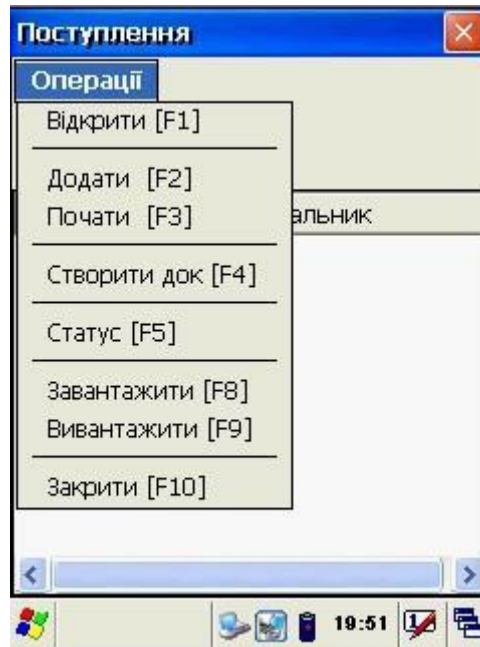 Поступлення
Операції
Відкрити [F1]
Додати [F2]
Почати [F3]
альник
Створити док [F4]
Статус [F5]
Завантажити [F8]
Вивантажити [F9]
Закрити [F10]
19:51